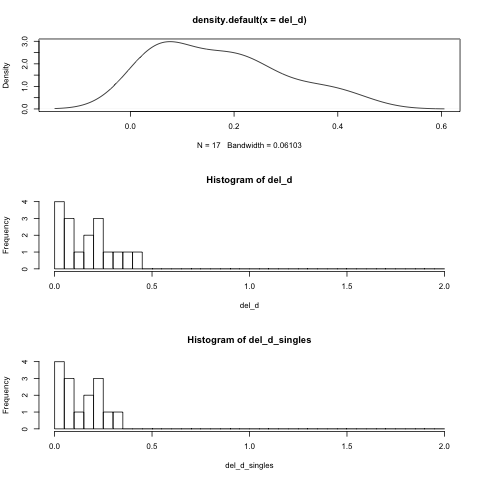 density.default(x = del_d)
Density
0.0 1.0 2.0 3.0
0.0 0.2 0.4 0.6
N = 17 Bandwidth = 0.06103
Histogram of del_d
Frequency
0 1 2 3 4
0.0 0.5 1.0 1.5 2.0
del_d
Histogram of del_d_singles
Frequency
0 1 2 3 4
0.0 0.5 1.0 1.5 2.0
del_d_singles